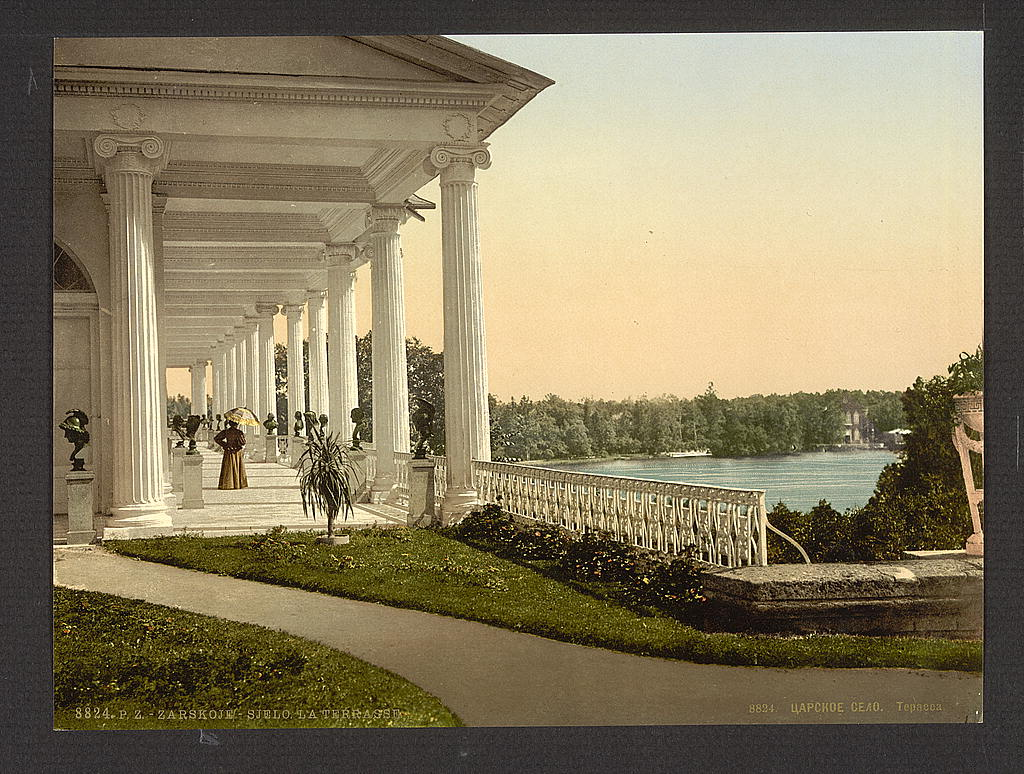 8824. P. Z. - ZARSKOJE - SJELO. LA TERRASSE.
8824. ЦАРСКОЕ СЕЛО. Терасса